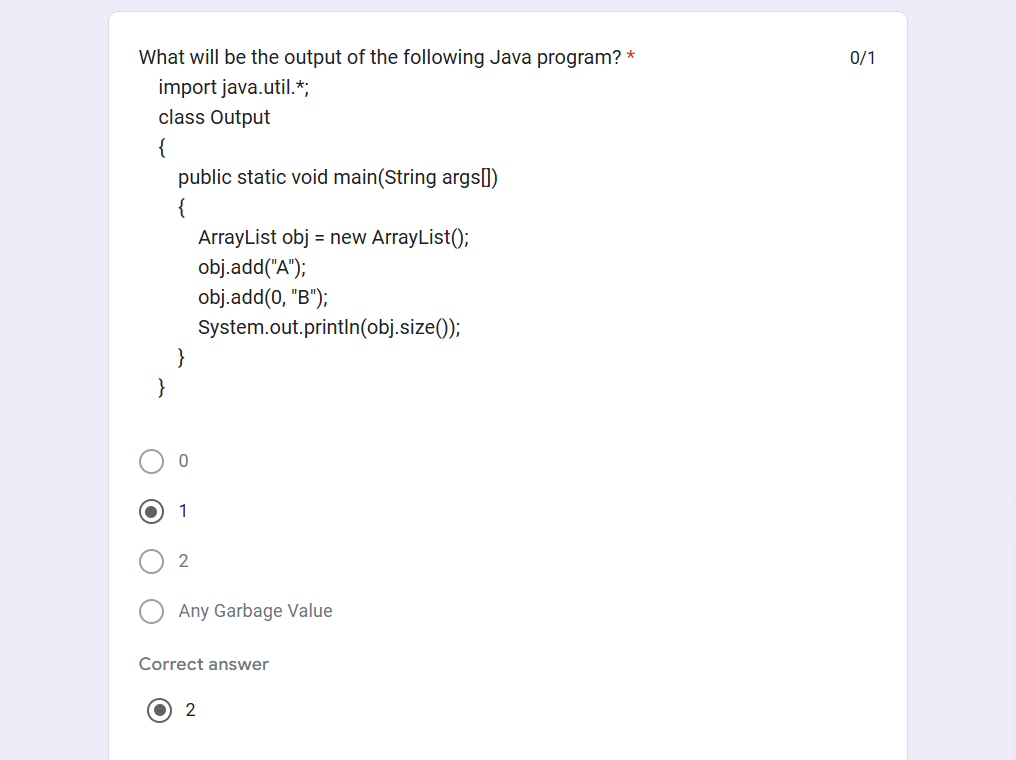 What will be the output of the following Java program? *
0/1
import java.util.*;
class Output
{
public static void main(String args[])
{
ArrayList obj = new ArrayList();
obj.add("A");
obj.add(0, "B");
System.out.println(obj.size());
}
}
0
1
2
Any Garbage Value
Correct answer
2